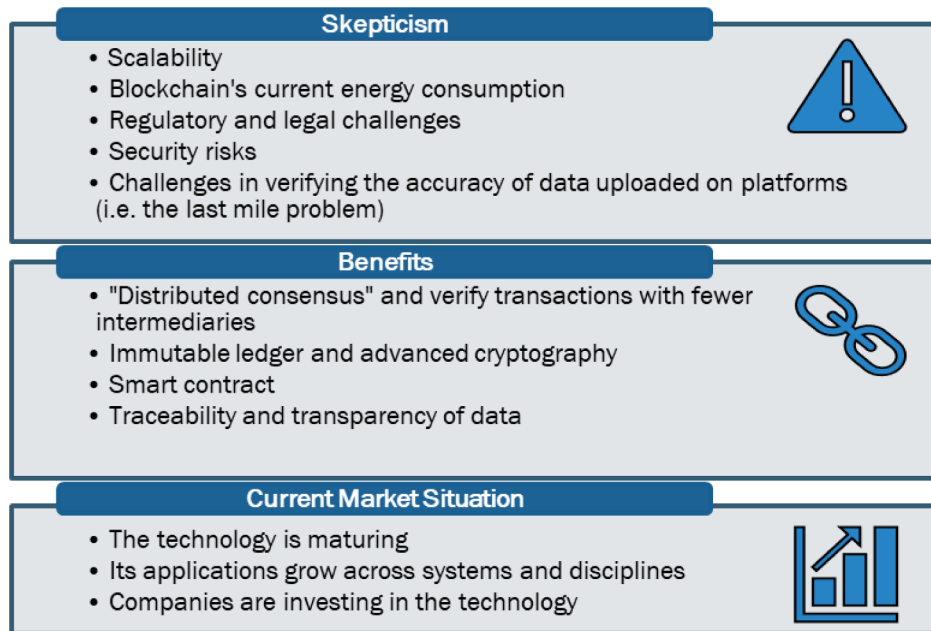 Skepticism
• Scalability
• Blockchain's current energy consumption
• Regulatory and legal challenges
• Security risks
• Challenges in verifying the accuracy of data uploaded on platforms
(i.e. the last mile problem)
Benefits
• "Distributed consensus" and verify transactions with fewer
intermediaries
• Immutable ledger and advanced cryptography
• Smart contract
• Traceability and transparency of data
Current Market Situation
• The technology is maturing
• Its applications grow across systems and disciplines
• Companies are investing in the technology